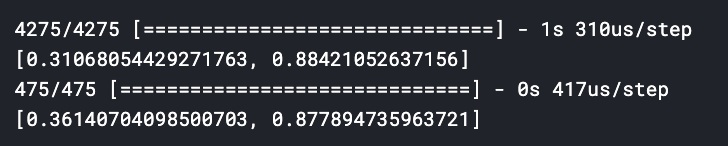 4275/4275 [==============================] - 1s 310us/step
[0.31068054429271763, 0.88421052637156]
475/475 [==============================] - 0s 417us/step
[0.36140704098500703, 0.877894735963721]